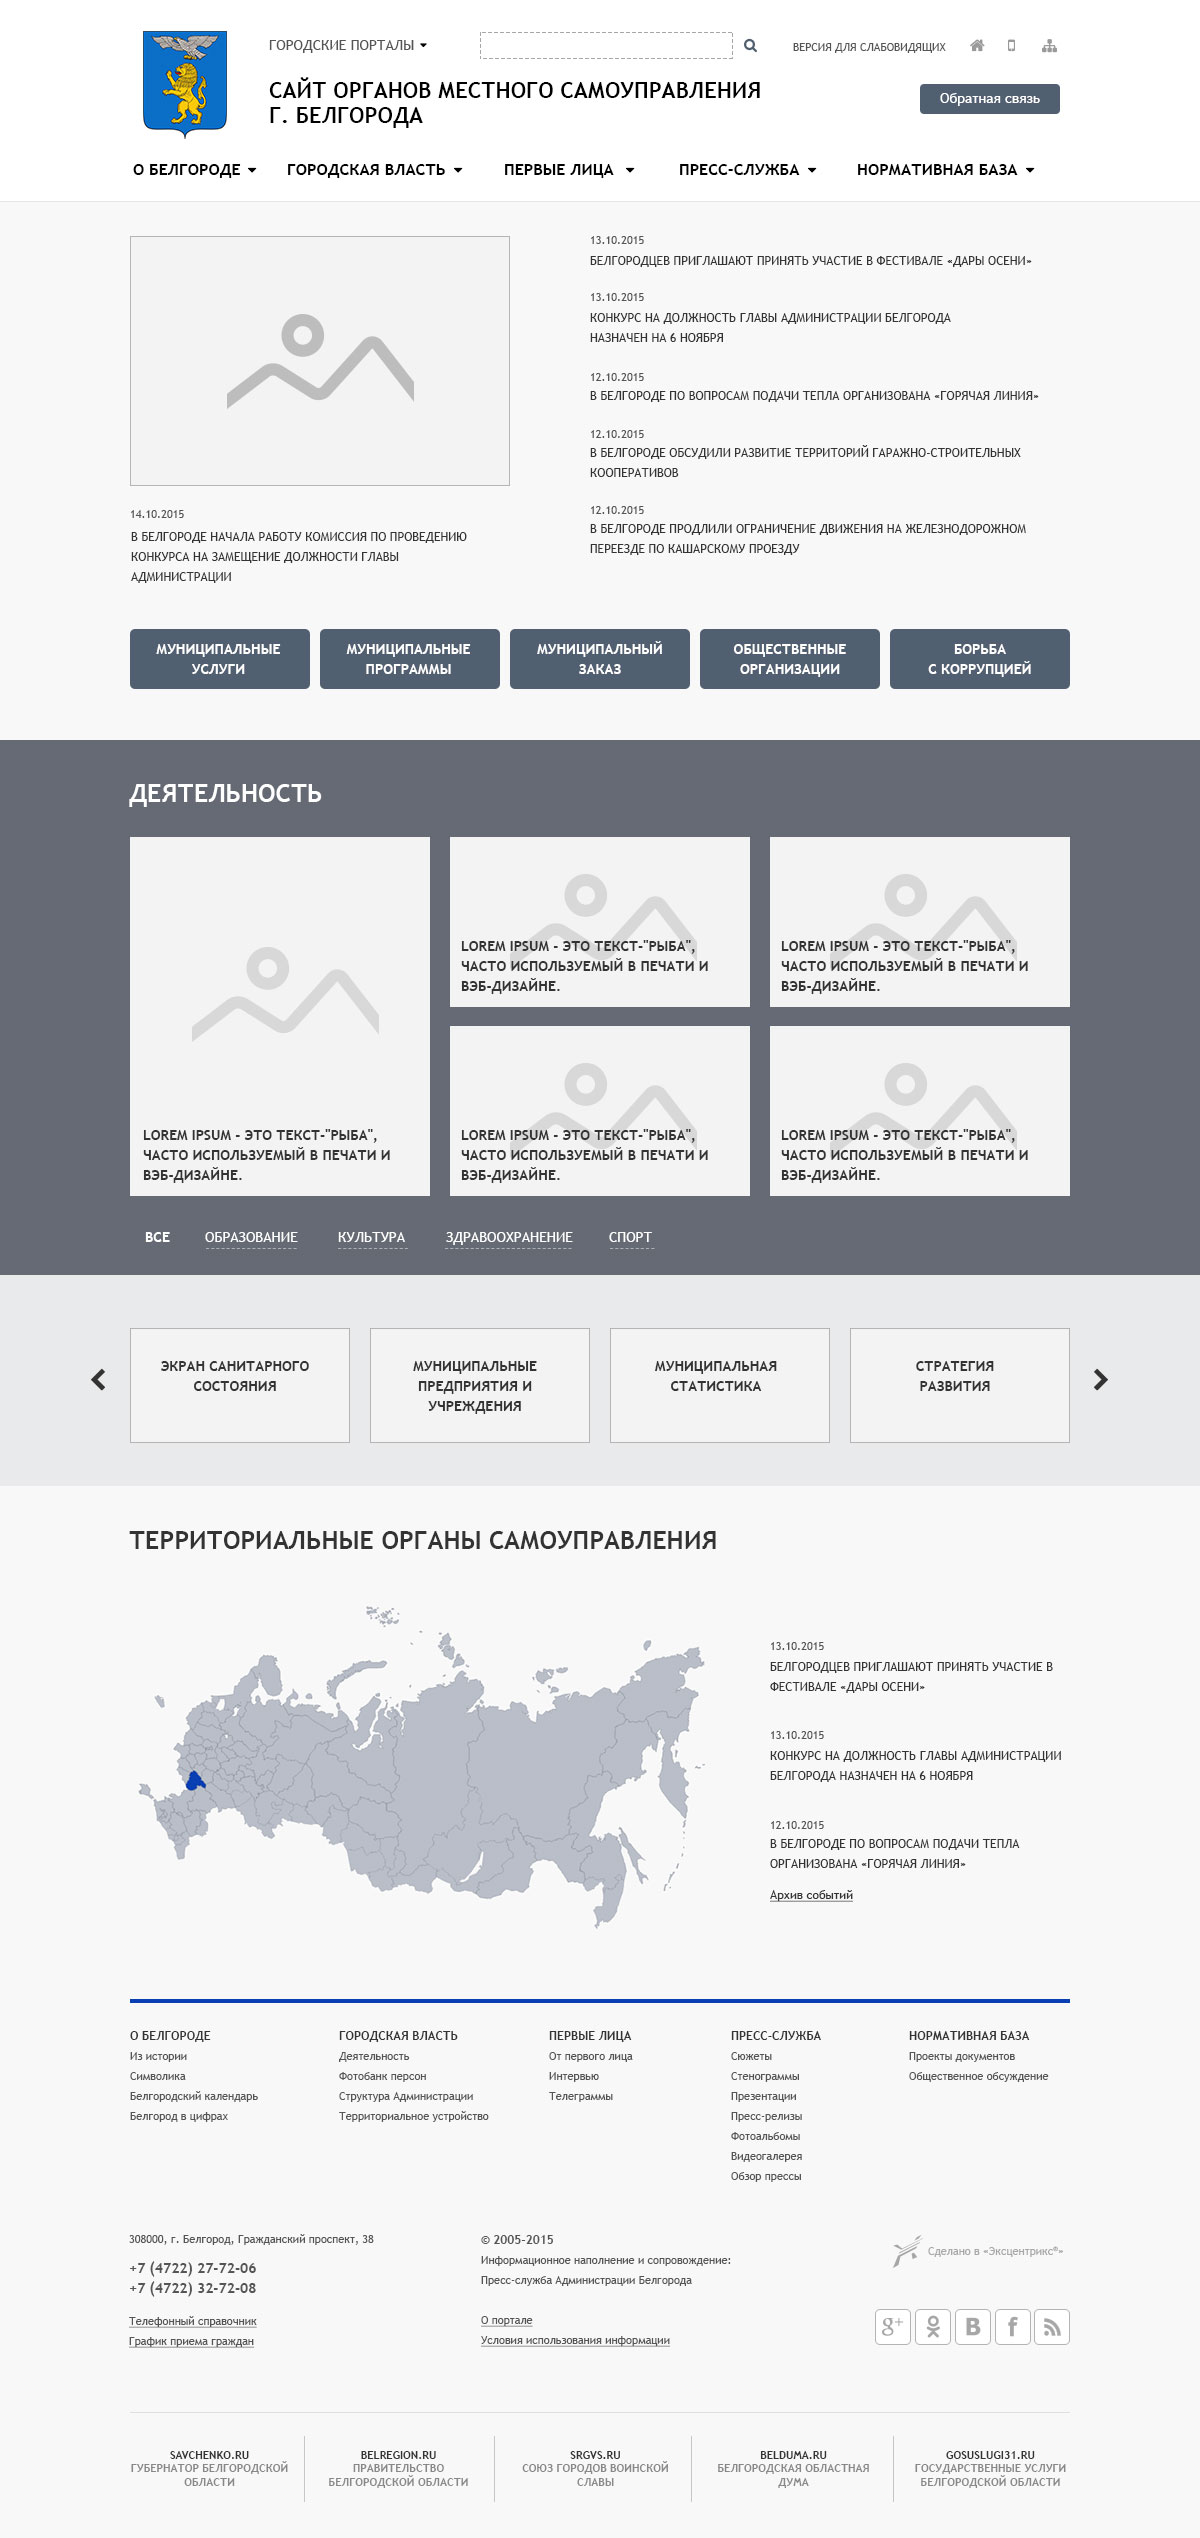 ГОРОДСКИЕ ПОРТАЛЫ
ВЕРСИЯ ДЛЯ СЛАБОВИДЯЩИХ
САЙТ ОРГАНОВ МЕСТНОГО САМОУПРАВЛЕНИЯ
Г. БЕЛГОРОДА
Обратная связь
О БЕЛГОРОДЕ
ГОРОДСКАЯ ВЛАСТЬ
ПЕРВЫЕ ЛИЦА
ПРЕСС-СЛУЖБА
НОРМАТИВНАЯ БАЗА
14.10.2015
В БЕЛГОРОДЕ НАЧАЛА РАБОТУ КОМИССИЯ ПО ПРОВЕДЕНИЮ
КОНКУРСА НА ЗАМЕЩЕНИЕ ДОЛЖНОСТИ ГЛАВЫ
АДМИНИСТРАЦИИ
13.10.2015
БЕЛГОРОДЦЕВ ПРИГЛАШАЮТ ПРИНЯТЬ УЧАСТИЕ В ФЕСТИВАЛЕ «ДАРЫ ОСЕНИ»
13.10.2015
КОНКУРС НА ДОЛЖНОСТЬ ГЛАВЫ АДМИНИСТРАЦИИ БЕЛГОРОДА
НАЗНАЧЕН НА 6 НОЯБРЯ
12.10.2015
В БЕЛГОРОДЕ ПО ВОПРОСАМ ПОДАЧИ ТЕПЛА ОРГАНИЗОВАНА «ГОРЯЧАЯ ЛИНИЯ»
12.10.2015
В БЕЛГОРОДЕ ОБСУДИЛИ РАЗВИТИЕ ТЕРРИТОРИЙ ГАРАЖНО-СТРОИТЕЛЬНЫХ
КООПЕРАТИВОВ
12.10.2015
В БЕЛГОРОДЕ ПРОДЛИЛИ ОГРАНИЧЕНИЕ ДВИЖЕНИЯ НА ЖЕЛЕЗНОДОРОЖНОМ
ПЕРЕЕЗДЕ ПО КАШАРСКОМУ ПРОЕЗДУ
МУНИЦИПАЛЬНЫЕ
УСЛУГИ
МУНИЦИПАЛЬНЫЕ
ПРОГРАММЫ
МУНИЦИПАЛЬНЫЙ
ЗАКАЗ
ОБЩЕСТВЕННЫЕ
ОРГАНИЗАЦИИ
БОРЬБА
С КОРРУПЦИЕЙ
ДЕЯТЕЛЬНОСТЬ
LOREM IPSUM - ЭТО ТЕКСТ-"РЫБА",
ЧАСТО ИСПОЛЬЗУЕМЫЙ В ПЕЧАТИ И
ВЭБ-ДИЗАЙНЕ.
LOREM IPSUM - ЭТО ТЕКСТ-"РЫБА",
ЧАСТО ИСПОЛЬЗУЕМЫЙ В ПЕЧАТИ И
ВЭБ-ДИЗАЙНЕ.
LOREM IPSUM - ЭТО ТЕКСТ-"РЫБА",
ЧАСТО ИСПОЛЬЗУЕМЫЙ В ПЕЧАТИ И
ВЭБ-ДИЗАЙНЕ.
LOREM IPSUM - ЭТО ТЕКСТ-"РЫБА",
ЧАСТО ИСПОЛЬЗУЕМЫЙ В ПЕЧАТИ И
ВЭБ-ДИЗАЙНЕ.
LOREM IPSUM - ЭТО ТЕКСТ-"РЫБА",
ЧАСТО ИСПОЛЬЗУЕМЫЙ В ПЕЧАТИ И
ВЭБ-ДИЗАЙНЕ.
ВСЕ
ОБРАЗОВАНИЕ
КУЛЬТУРА
ЗДРАВООХРАНЕНИЕ
СПОРТ
ЭКРАН САНИТАРНОГО
СОСТОЯНИЯ
МУНИЦИПАЛЬНЫЕ
ПРЕДПРИЯТИЯ И
УЧРЕЖДЕНИЯ
МУНИЦИПАЛЬНАЯ
СТАТИСТИКА
СТРАТЕГИЯ
РАЗВИТИЯ
ТЕРРИТОРИАЛЬНЫЕ ОРГАНЫ САМОУПРАВЛЕНИЯ
13.10.2015
БЕЛГОРОДЦЕВ ПРИГЛАШАЮТ ПРИНЯТЬ УЧАСТИЕ В
ФЕСТИВАЛЕ «ДАРЫ ОСЕНИ»
13.10.2015
КОНКУРС НА ДОЛЖНОСТЬ ГЛАВЫ АДМИНИСТРАЦИИ
БЕЛГОРОДА НАЗНАЧЕН НА 6 НОЯБРЯ
12.10.2015
В БЕЛГОРОДЕ ПО ВОПРОСАМ ПОДАЧИ ТЕПЛА
ОРГАНИЗОВАНА «ГОРЯЧАЯ ЛИНИЯ»
Архив событий
О БЕЛГОРОДЕ
Из истории
Символика
Белгородский календарь
Белгород в цифрах
ГОРОДСКАЯ ВЛАСТЬ
Деятельность
Фотобанк персон
Структура Администрации
Территориальное устройство
ПЕРВЫЕ ЛИЦА
От первого лица
Интервью
Телеграммы
ПРЕСС-СЛУЖБА
Сюжеты
Стенограммы
Презентации
Пресс-релизы
Фотоальбомы
Видеогалерея
Обзор прессы
НОРМАТИВНАЯ БАЗА
Проекты документов
Общественное обсуждение
308000, г. Белгород, Гражданский проспект, 38
+7 (4722) 27-72-06
+7 (4722) 32-72-08
Телефонный справочник
График приема граждан
© 2005-2015
Информационное наполнение и сопровождение:
Пресс-служба Администрации Белгорода
О портале
Условия использования информации
Сделано в «Эксцентрикс®»
g+
B
f
SAVCHENKO.RU
ГУБЕРНАТОР БЕЛГОРОДСКОЙ
ОБЛАСТИ
BELREGION.RU
ПРАВИТЕЛЬСТВО
БЕЛГОРОДСКОЙ ОБЛАСТИ
SRGVS.RU
СОЮЗ ГОРОДОВ ВОИНСКОЙ
СЛАВЫ
BELDUMA.RU
БЕЛГОРОДСКАЯ ОБЛАСТНАЯ
ДУМА
GOSUSLUGI31.RU
ГОСУДАРСТВЕННЫЕ УСЛУГИ
БЕЛГОРОДСКОЙ ОБЛАСТИ